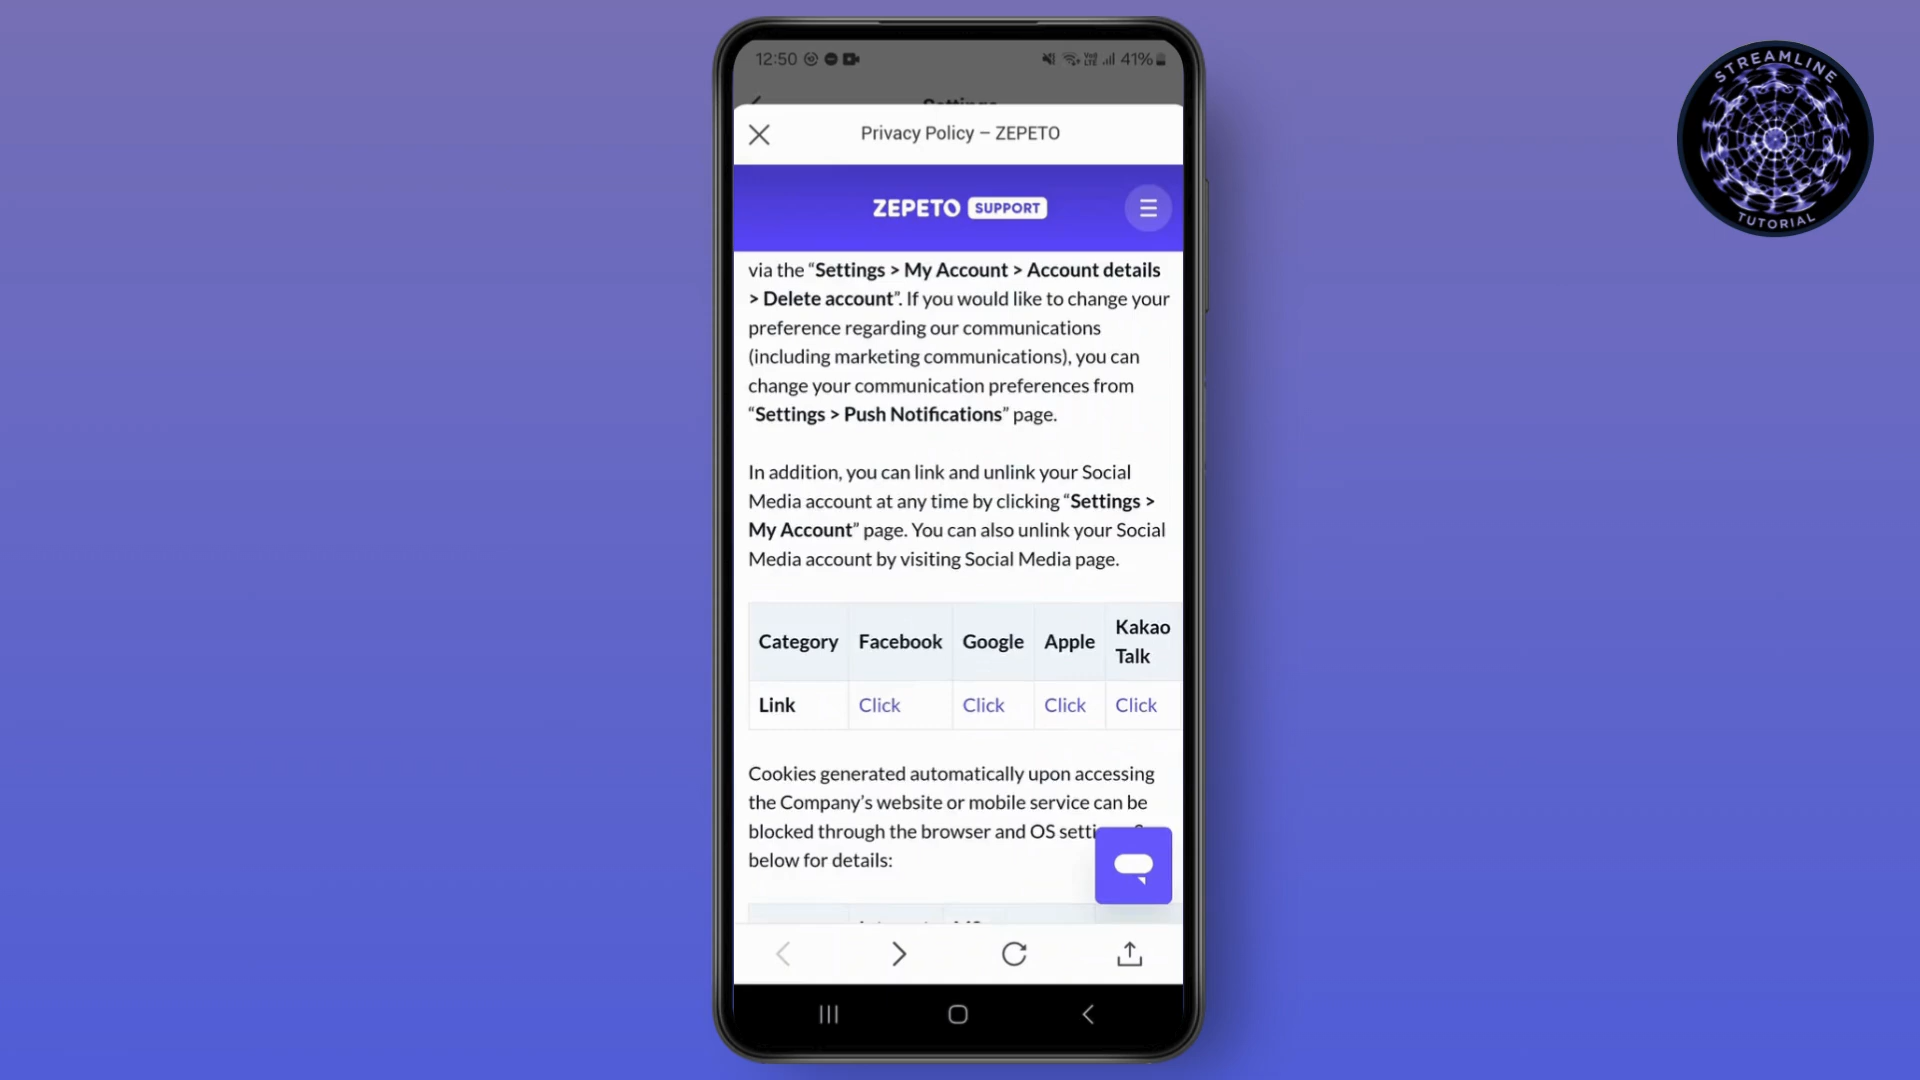 12:50
41%
Settings
Privacy Policy – ZEPETO
ZEPETO SUPPORT
via the “Settings > My Account > Account details
> Delete account”. If you would like to change your
preference regarding our communications
(including marketing communications), you can
change your communication preferences from
“Settings > Push Notifications” page.
In addition, you can link and unlink your Social
Media account at any time by clicking “Settings >
My Account” page. You can also unlink your Social
Media account by visiting Social Media page.
Category Facebook Google Apple Kakao Talk
Link Click Click Click Click
Cookies generated automatically upon accessing
the Company’s website or mobile service can be
blocked through the browser and OS
below for details:
STREAMLINE
TUTORIAL